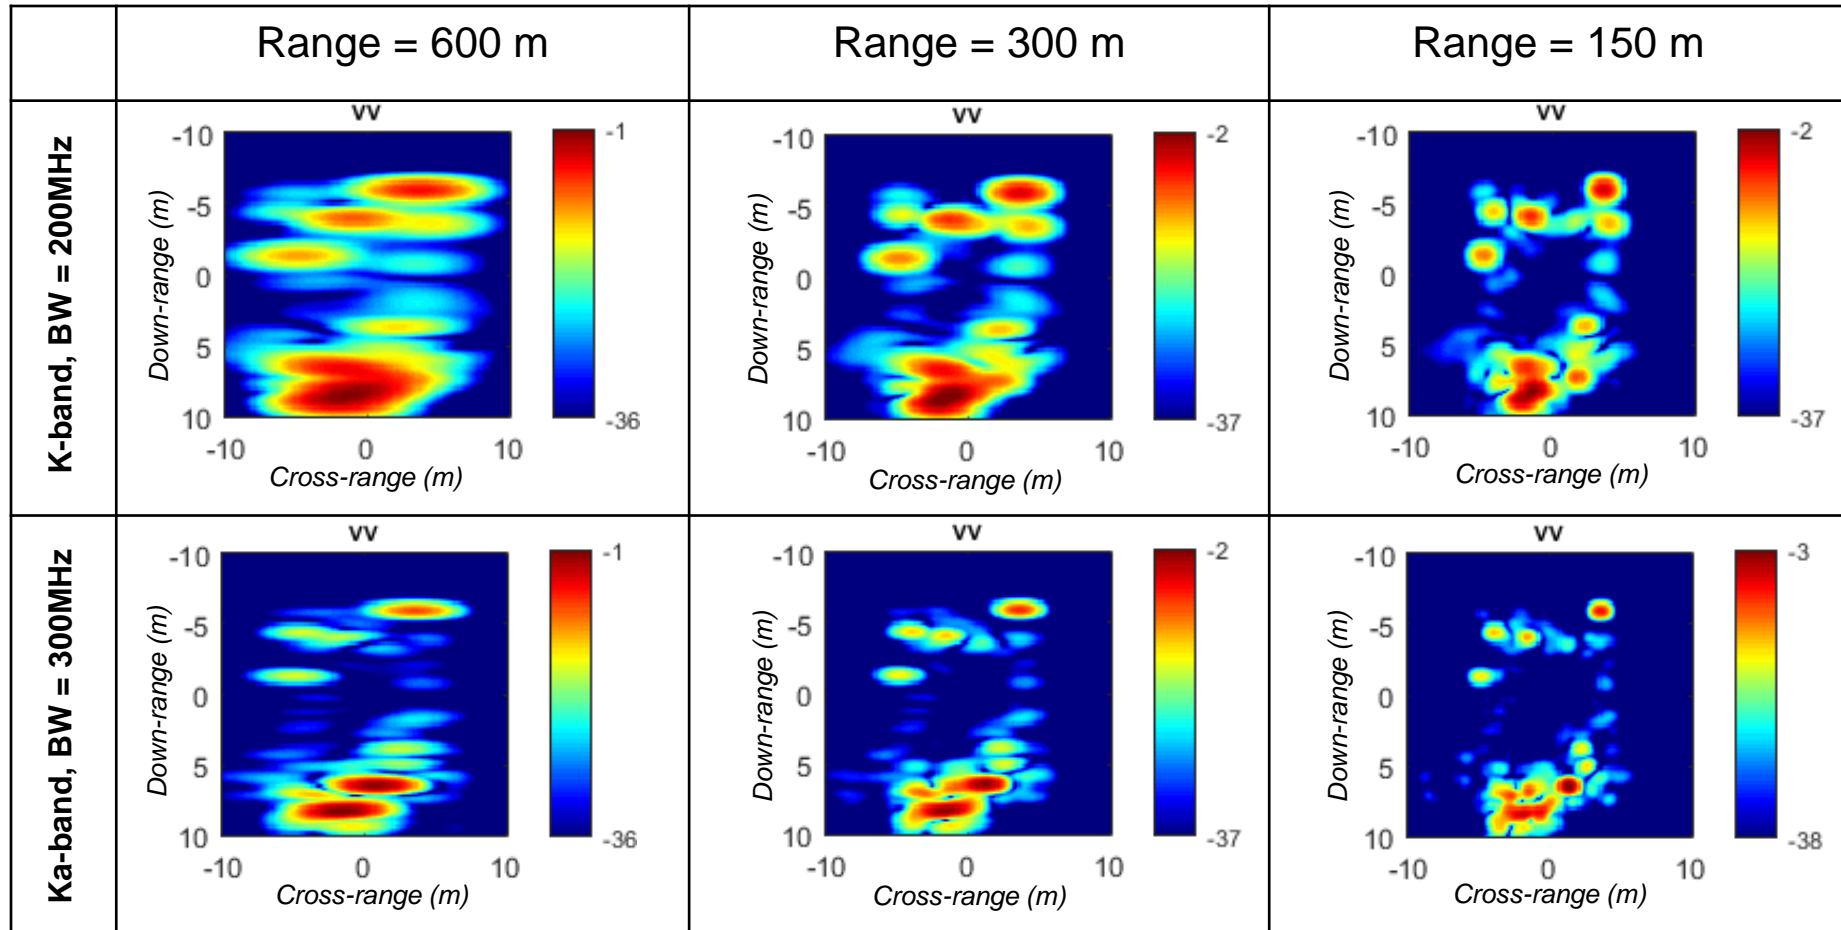 Range = 600 m
Range = 300 m
Range = 150 m
K-band, BW = 200MHz
VV
-10
-5
0
5
10
-10
0
10
Down-range (m)
Cross-range (m)
-1
-36
VV
-10
-5
0
5
10
-10
0
10
Down-range (m)
Cross-range (m)
-2
-37
VV
-10
-5
0
5
10
-10
0
10
Down-range (m)
Cross-range (m)
-2
-37
Ka-band, BW = 300MHz
VV
-10
-5
0
5
10
-10
0
10
Down-range (m)
Cross-range (m)
-1
-36
VV
-10
-5
0
5
10
-10
0
10
Down-range (m)
Cross-range (m)
-2
-37
VV
-10
-5
0
5
10
-10
0
10
Down-range (m)
Cross-range (m)
-3
-38